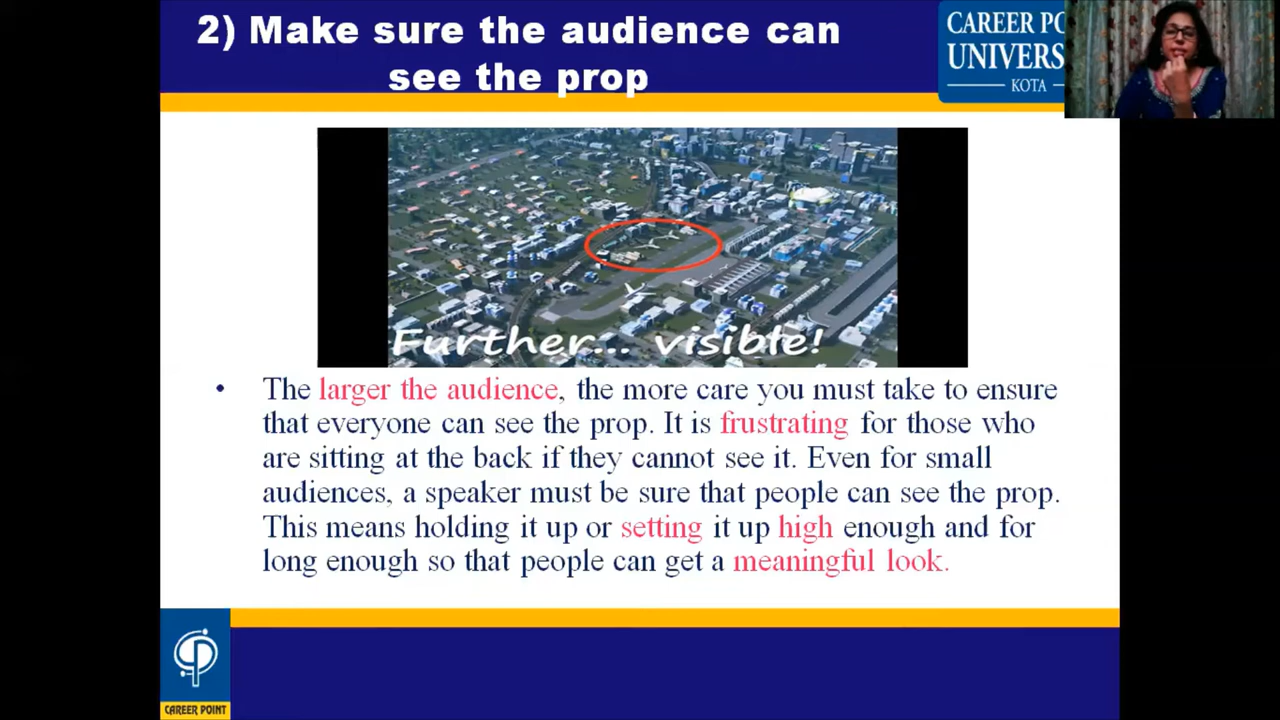 2) Make sure the audience can
see the prop
CAREER PO
UNIVERS
KOTA
Further... visible!
• The larger the audience, the more care you must take to ensure
that everyone can see the prop. It is frustrating for those who
are sitting at the back if they cannot see it. Even for small
audiences, a speaker must be sure that people can see the prop.
This means holding it up or setting it up high enough and for
long enough so that people can get a meaningful look.
CAREER POINT